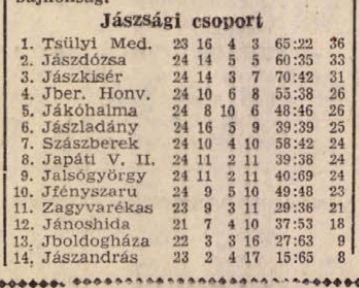 Jászsági csoport
1. Tsülyi Med. 23 16 4 3 65:22 36
2. Jászdózsa 24 14 5 5 60:35 33
3. Jászkisér 24 14 3 7 70:42 31
4. Jber. Honv. 24 10 6 8 55:38 26
5. Jákóhalma 24 8 10 6 48:46 26
6. Jászladány 24 16 5 9 39:39 25
7. Szászberek 24 10 4 10 58:42 24
8. Japáti V. II. 24 11 2 11 39:38 24
9. Jalsógyörgy 24 11 2 11 40:69 24
10. Jfényszaru 24 9 5 10 49:48 23
11. Zagyvarékas 23 9 3 11 29:36 21
12. Jánoshida 21 7 4 10 37:53 18
13. Jboldogháza 22 3 3 16 27:63 9
14. Jászandrás 23 2 4 17 15:65 8